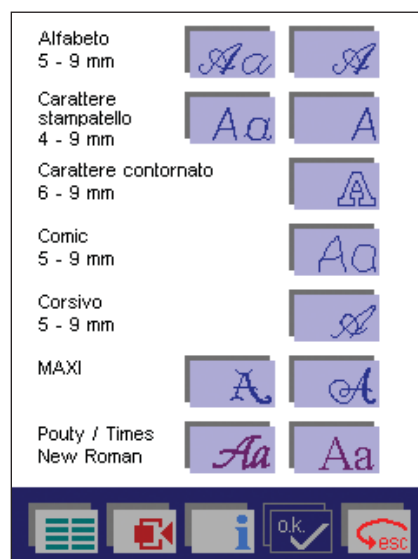 Alfabeto
5 - 9 mm
Aa
A
Carattere
stampatello
4 - 9 mm
Aa
A
Carattere contornato
6 - 9 mm
A
Comic
5 - 9 mm
Aa
Corsivo
5 - 9 mm
A
MAXI
A
A
Pouty / Times
New Roman
Aa
Aa
i
o.k.
esc